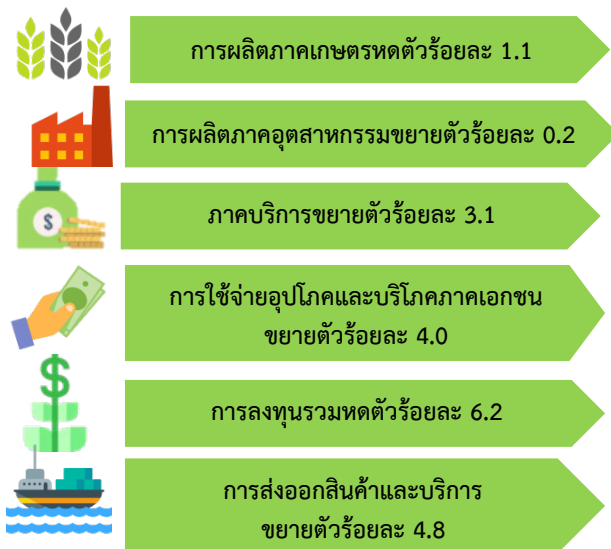 การผลิตภาคเกษตรหดตัวร้อยละ 1.1
การผลิตภาคอุตสาหกรรมขยายตัวร้อยละ 0.2
$
ภาคบริการขยายตัวร้อยละ 3.1
การใช้จ่ายอุปโภคและบริโภคภาคเอกชน
ขยายตัวร้อยละ 4.0
$
การลงทุนรวมหดตัวร้อยละ 6.2
การส่งออกสินค้าและบริการ
ขยายตัวร้อยละ 4.8